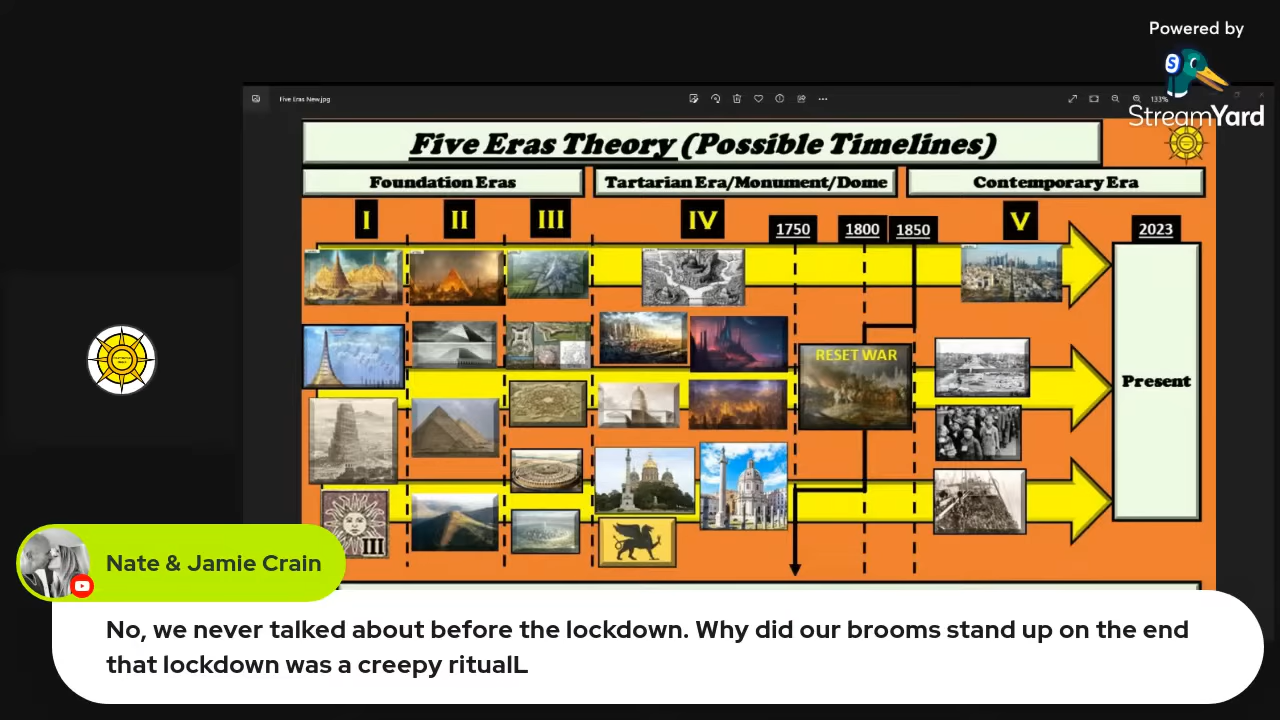 Powered by
StreamYard
Five Eras New.jpg
133%
Five Eras Theory (Possible Timelines)
Foundation Eras
Tartarian Era/Monument/Dome
Contemporary Era
I
II
III
IV
1750
1800
1850
V
2023
RESET WAR
Present
III
Nate & Jamie Crain
No, we never talked about before the lockdown. Why did our brooms stand up on the end
that lockdown was a creepy ritualL